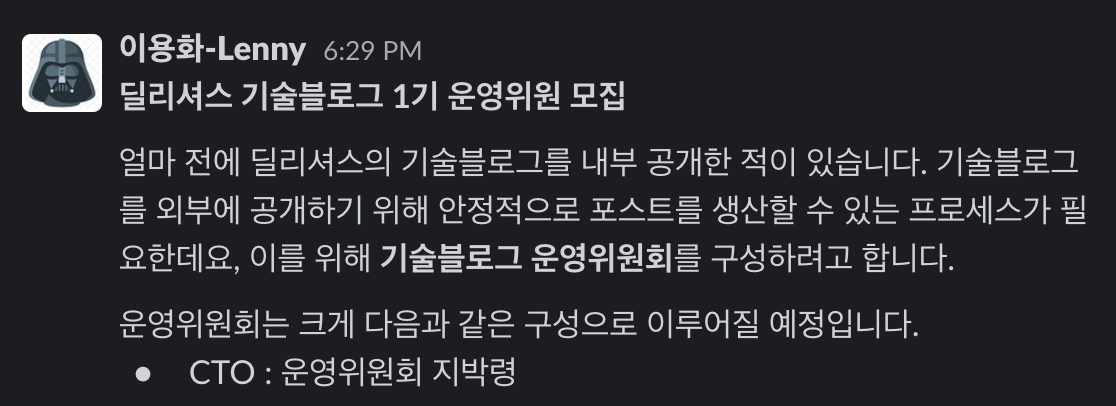 이용화-Lenny 6:29 PM
딜리셔스 기술블로그 1기 운영위원 모집
얼마 전에 딜리셔스의 기술블로그를 내부 공개한 적이 있습니다. 기술블로그
를 외부에 공개하기 위해 안정적으로 포스트를 생산할 수 있는 프로세스가 필
요한데요, 이를 위해 기술블로그 운영위원회를 구성하려고 합니다.
운영위원회는 크게 다음과 같은 구성으로 이루어질 예정입니다.
● CTO : 운영위원회 지박령